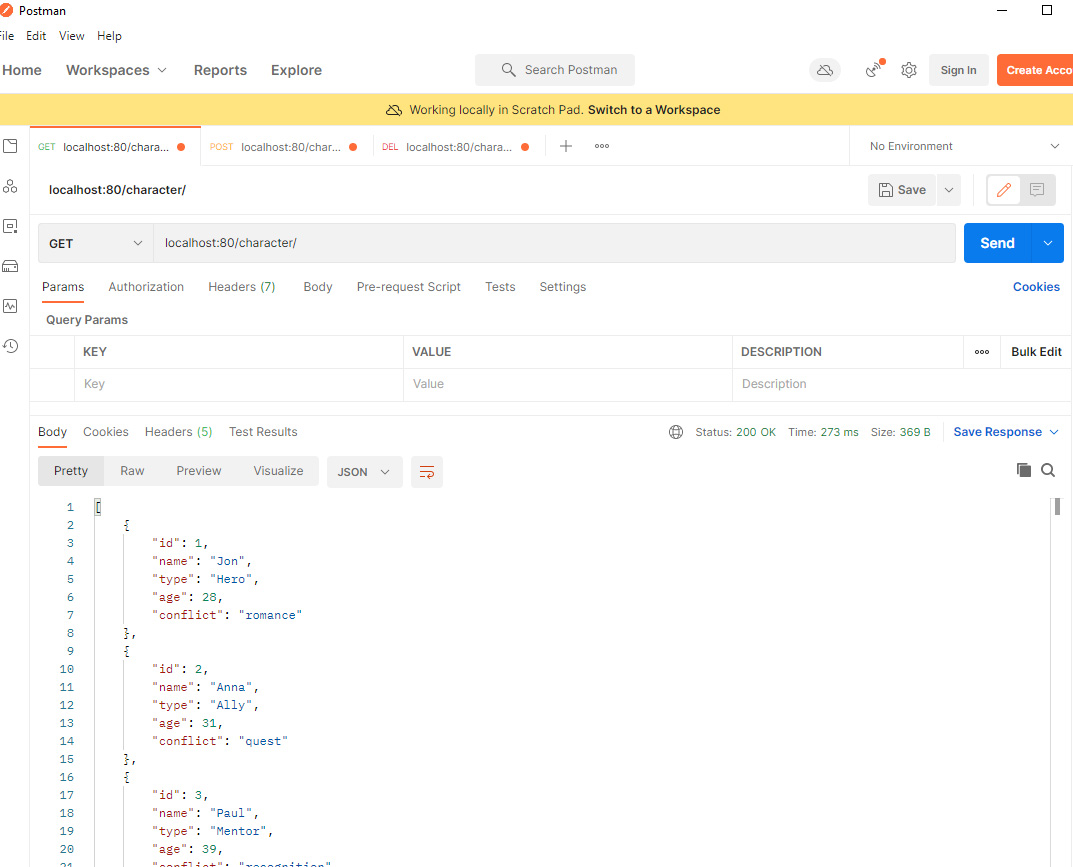 Postman
File Edit View Help
Home Workspaces Reports Explore Search Postman Sign In Create Acco
Working locally in Scratch Pad. Switch to a Workspace
GET localhost:80/chara... POST localhost:80/char... DEL localhost:80/chara... No Environment
localhost:80/character/ Save
GET localhost:80/character/ Send
Params Authorization Headers (7) Body Pre-request Script Tests Settings Cookies
Query Params
KEY VALUE DESCRIPTION Bulk Edit
Key Value Description
Body Cookies Headers (5) Test Results Status: 200 OK Time: 273 ms Size: 369 B Save Response
Pretty Raw Preview Visualize JSON
1 [
2 {
3 "id": 1,
4 "name": "Jon",
5 "type": "Hero",
6 "age": 28,
7 "conflict": "romance"
8 },
9 {
10 "id": 2,
11 "name": "Anna",
12 "type": "Ally",
13 "age": 31,
14 "conflict": "quest"
15 },
16 {
17 "id": 3,
18 "name": "Paul",
19 "type": "Mentor",
20 "age": 39,
21 "conflict": "recognition"